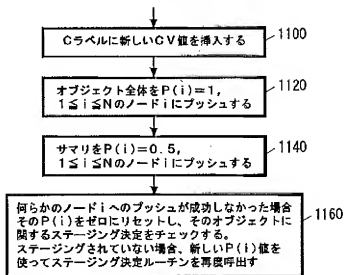 Cラベルに新しいCV値を挿入する
1100
オブジェクト全体をP(i)=1,
1≦i≦Nのノードiにプッシュする
1120
サマリをP(i)=0.5,
1≦i≦Nのノードiにプッシュする
1140
何らかのノードiへのプッシュが成功しなかった場合
そのP(i)をゼロにリセットし、そのオブジェクトに
関するステージング決定をチェックする。
ステージングされていない場合、新しいP(i)値を
使ってステージング決定ルーチンを再度呼出す
1160